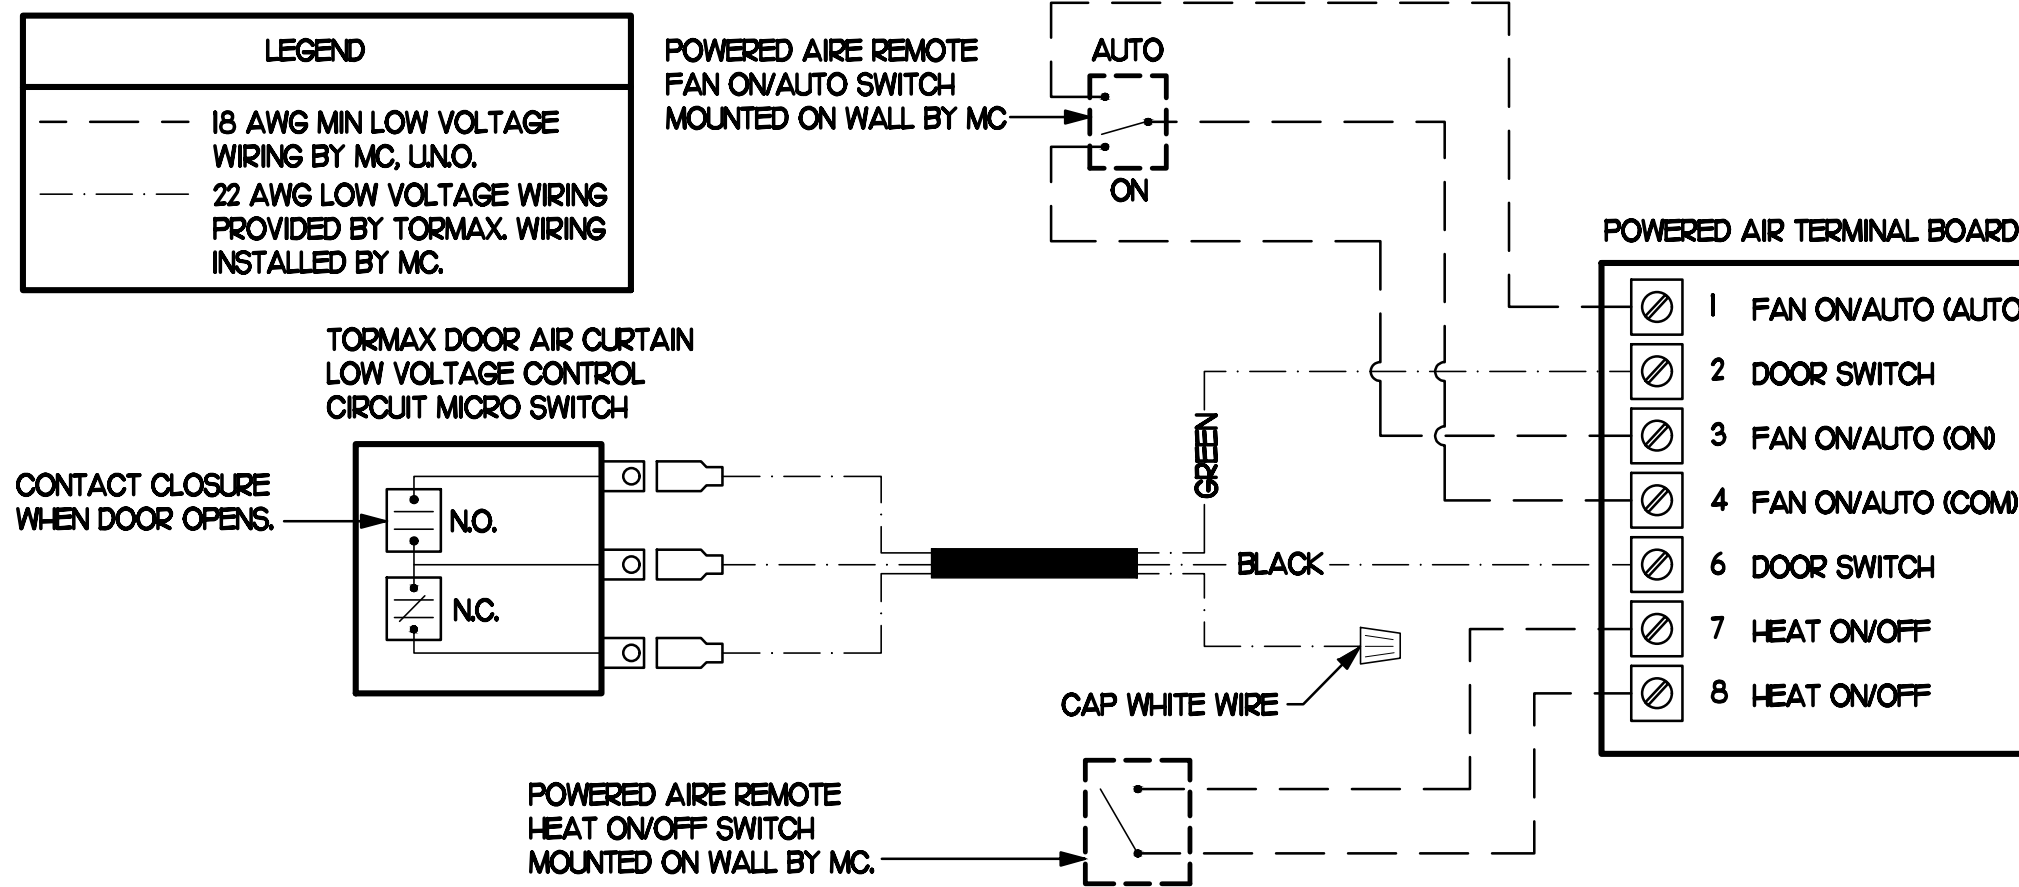 LEGEND
18 AWG MIN LOW VOLTAGE
WIRING BY MC, U.N.O.
22 AWG LOW VOLTAGE WIRING
PROVIDED BY TORMAX. WIRING
INSTALLED BY MC.
POWERED AIRE REMOTE
FAN ON/AUTO SWITCH
MOUNTED ON WALL BY MC
AUTO
ON
POWERED AIR TERMINAL BOARD
1 FAN ON/AUTO (AUTO
2 DOOR SWITCH
3 FAN ON/AUTO (ON)
4 FAN ON/AUTO (COM)
6 DOOR SWITCH
7 HEAT ON/OFF
8 HEAT ON/OFF
TORMAX DOOR AIR CURTAIN
LOW VOLTAGE CONTROL
CIRCUIT MICRO SWITCH
CONTACT CLOSURE
WHEN DOOR OPENS.
N.O.
N.C.
GREEN
BLACK
CAP WHITE WIRE
POWERED AIRE REMOTE
HEAT ON/OFF SWITCH
MOUNTED ON WALL BY MC.